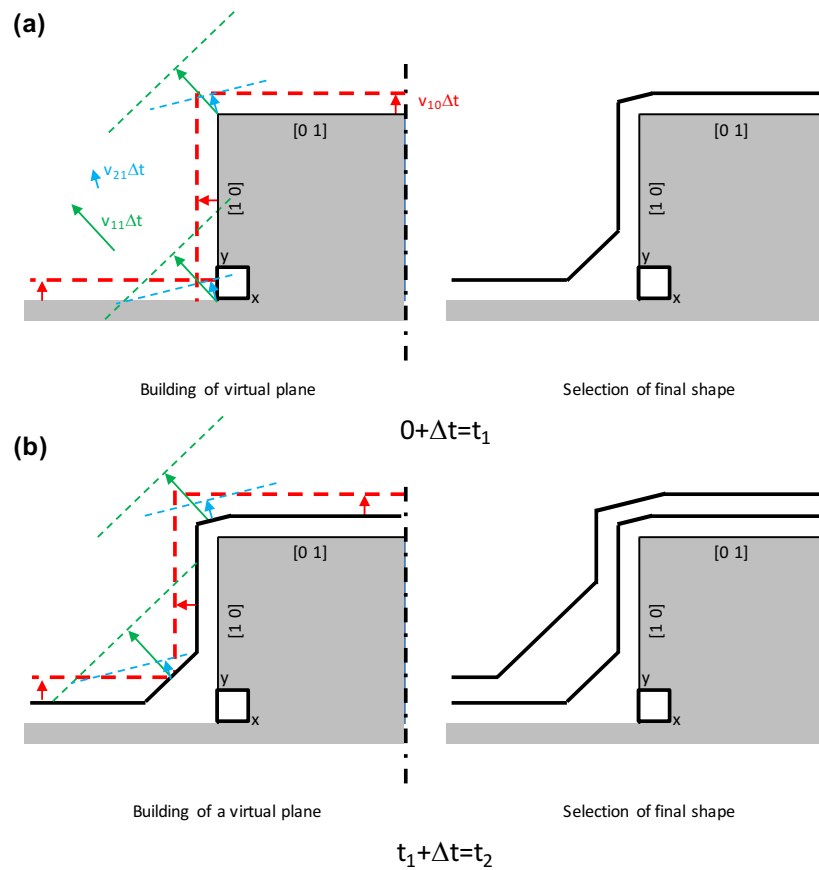 (a)
v10Δt
[0 1]
[0 1]
v21Δt
[1 0]
[1 0]
v11Δt
y
y
x
x
Building of virtual plane
Selection of final shape
0+Δt=t1
(b)
[0 1]
[0 1]
[1 0]
[1 0]
y
y
x
x
Building of a virtual plane
Selection of final shape
t1+Δt=t2